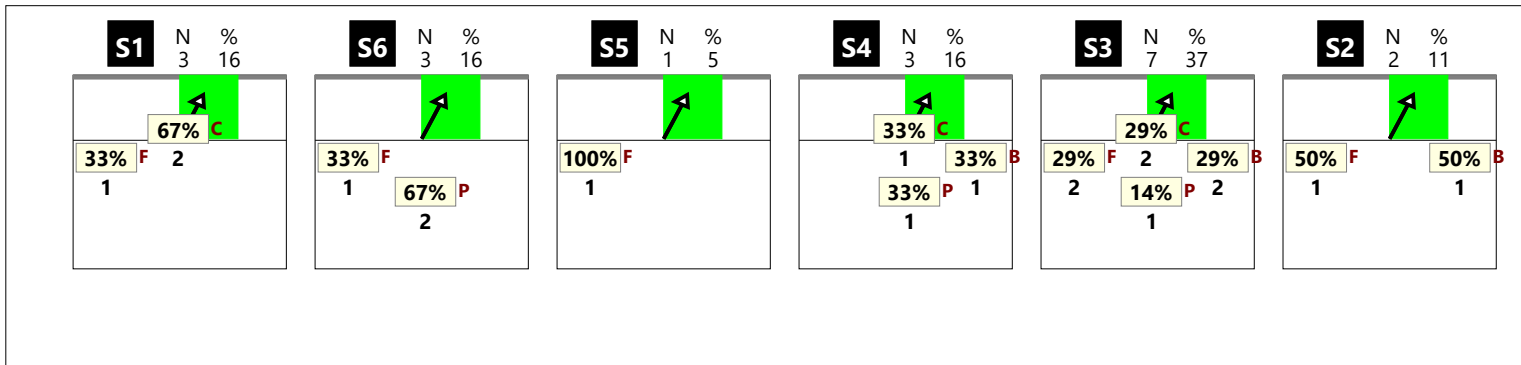 S1 N % S6 N % S5 N % S4 N % S3 N % S2 N %
3 16 3 16 1 5 3 16 7 37 2 11
67% C 33% C 29% C
33% F 2 33% F 100% F 1 33% B 29% F 2 29% B 50% F 50% B
1 1 67% P 1 33% P 1 2 14% P 2 1 1
2 1 1